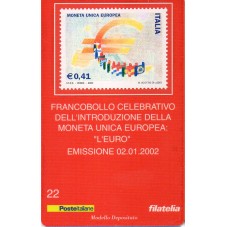 MONETA UNICA EUROPEA
ITALIA
€ 0,41
FRANCOBOLLO CELEBRATIVO
DELL'INTRODUZIONE DELLA
MONETA UNICA EUROPEA:
"L'EURO"
EMISSIONE 02.01.2002
22
Posteitaliane
filatelia
Modello Depositato